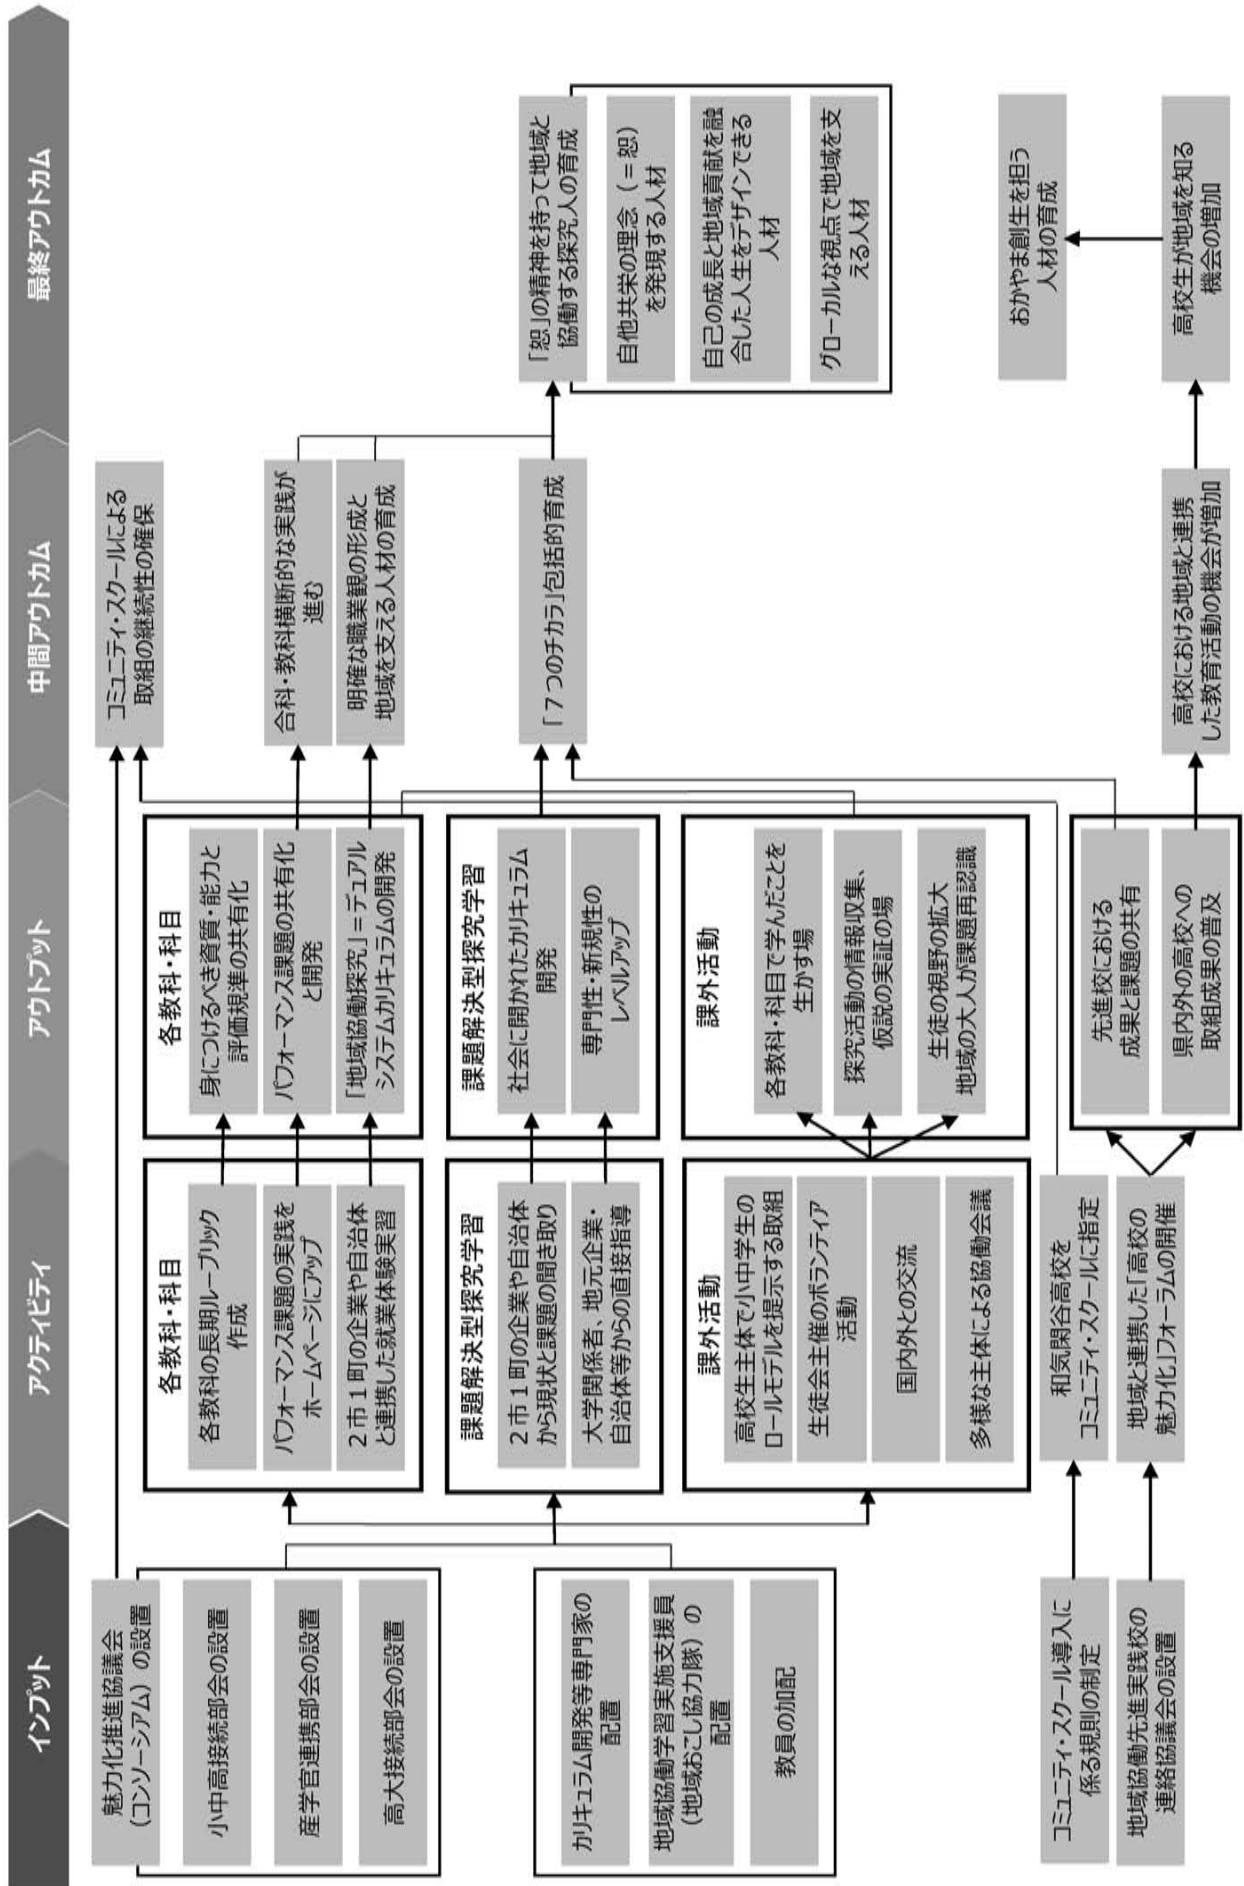 インプット
アクティビティ
アウトプット
中間アウトカム
最終アウトカム
魅力化推進協議会
(コンソーシアム)の設置
小中高接続部会の設置
産学官連携部会の設置
高大接続部会の設置
カリキュラム開発等専門家の
配置
地域協働学習実施支援員
(地域おこし協力隊)の
配置
教員の加配
コミュニティ・スクール導入に
係る規則の制定
地域協働先進実践校の
連絡協議会の設置
各教科・科目
各教科の長期ルーブリック
作成
パフォーマンス課題の実践を
ホームページにアップ
2市1町の企業や自治体
と連携した就業体験実習
課題解決型探究学習
2市1町の企業や自治体
から現状と課題の聞き取り
大学関係者、地元企業・
自治体等からの直接指導
課外活動
高校生主体で小中学生の
ロールモデルを提示する取組
生徒会主催のボランティア
活動
国内外との交流
多様な主体による協働会議
和気閑谷高校を
コミュニティ・スクールに指定
地域と連携した「高校の
魅力化」フォーラムの開催
各教科・科目
身につけるべき資質・能力と
評価規準の共有化
パフォーマンス課題の共有化
と開発
「地域協働探究」=デュアル
システムカリキュラムの開発
課題解決型探究学習
社会に開かれたカリキュラム
開発
専門性・新規性の
レベルアップ
課外活動
各教科・科目で学んだことを
生かす場
探究活動の情報収集、
仮説の実証の場
生徒の視野の拡大
地域の大人が課題再認識
先進校における
成果と課題の共有
県内外の高校への
取組成果の普及
コミュニティ・スクールによる
取組の継続性の確保
合科・教科横断的な実践が
進む
明確な職業観の形成と
地域を支える人材の育成
「7つのチカラ」包括的育成
高校における地域と連携
した教育活動の機会が増加
「恕」の精神を持って地域と
協働する探究人の育成
自他共栄の理念(=恕)
を発現する人材
自己の成長と地域貢献を融
合した人生をデザインできる
人材
グローカルな視点で地域を支
える人材
おかやま創生を担う
人材の育成
高校生が地域を知る
機会の増加